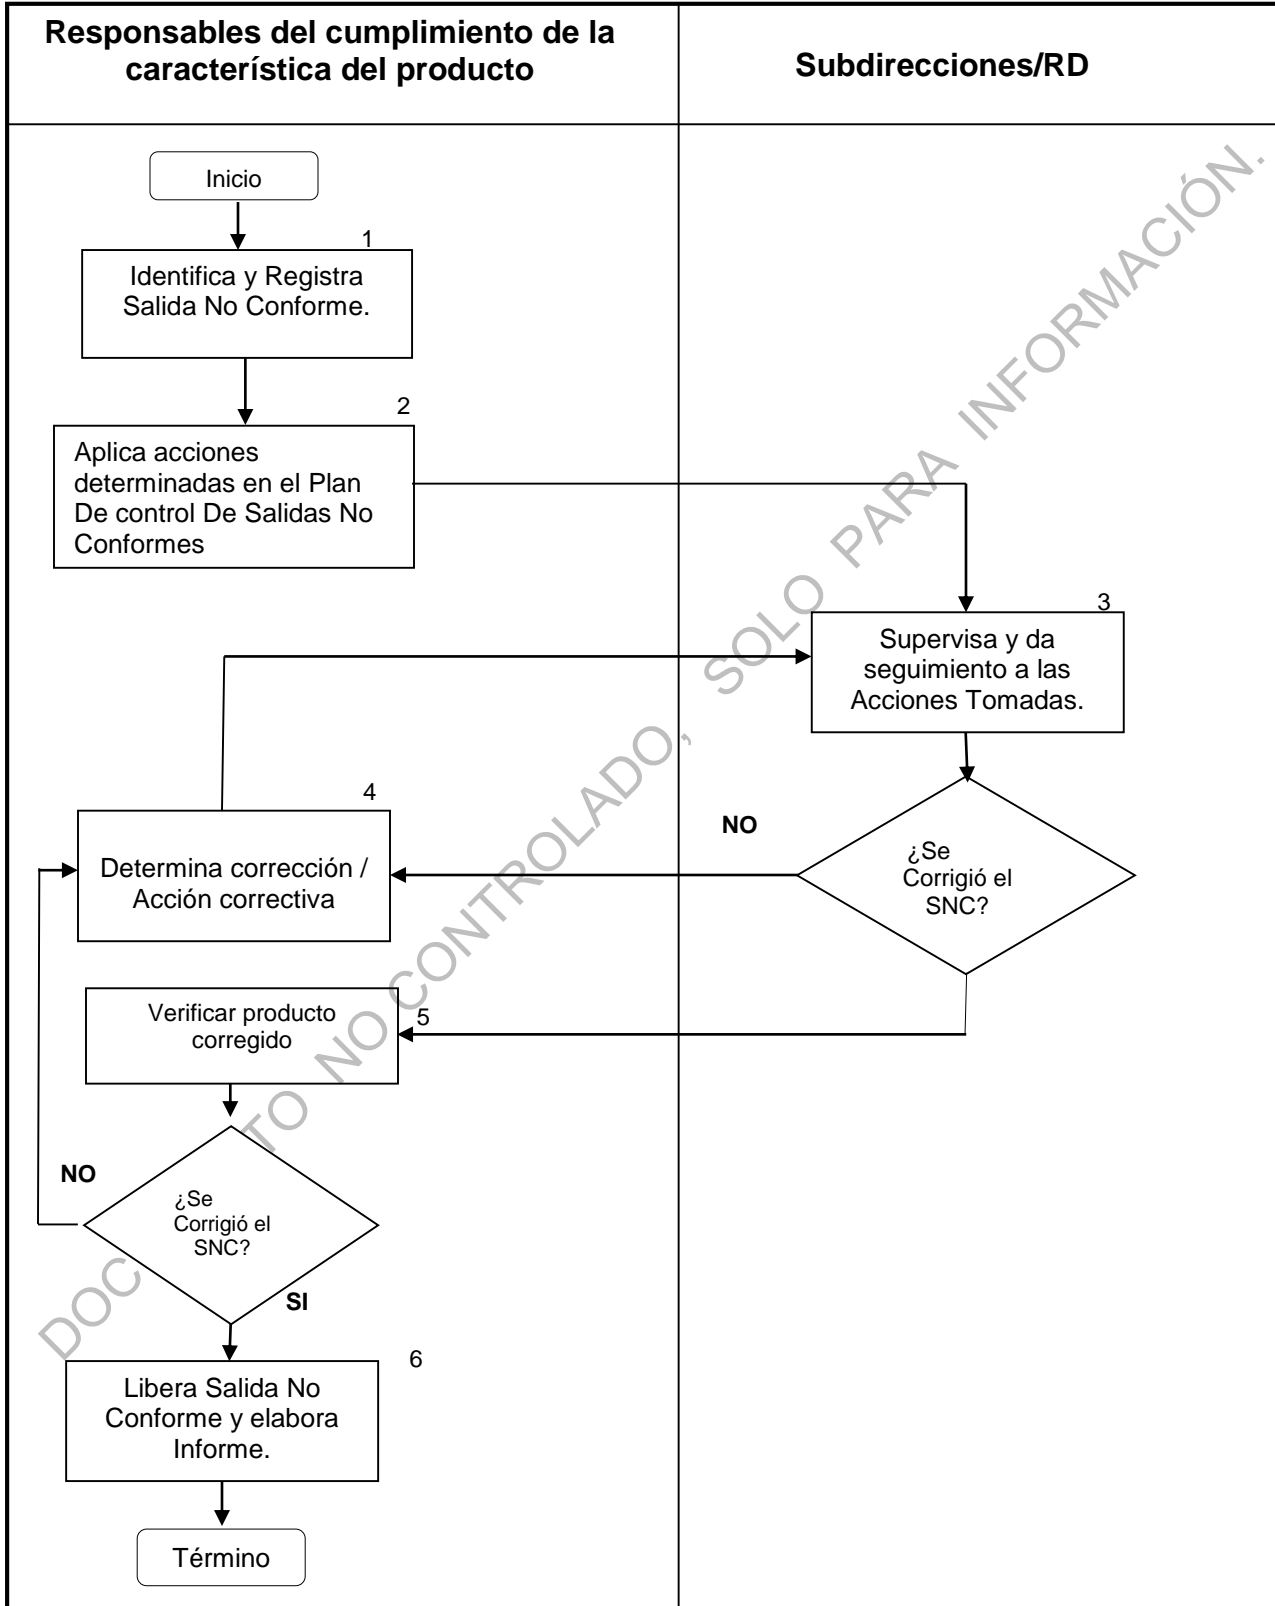 Responsables del cumplimiento de la
característica del producto
Subdirecciones/RD
Inicio
1
Identifica y Registra
Salida No Conforme.
2
Aplica acciones
determinadas en el Plan
De control De Salidas No
Conformes
3
Supervisa y da
seguimiento a las
Acciones Tomadas.
4
Determina corrección /
Acción correctiva
NO
¿Se
Corrigió el
SNC?
Verificar producto
corregido
5
NO
¿Se
Corrigió el
SNC?
SI
6
Libera Salida No
Conforme y elabora
Informe.
Término
DOC TO NO CONTROLADO, SOLO PARA INFORMACIÓN.